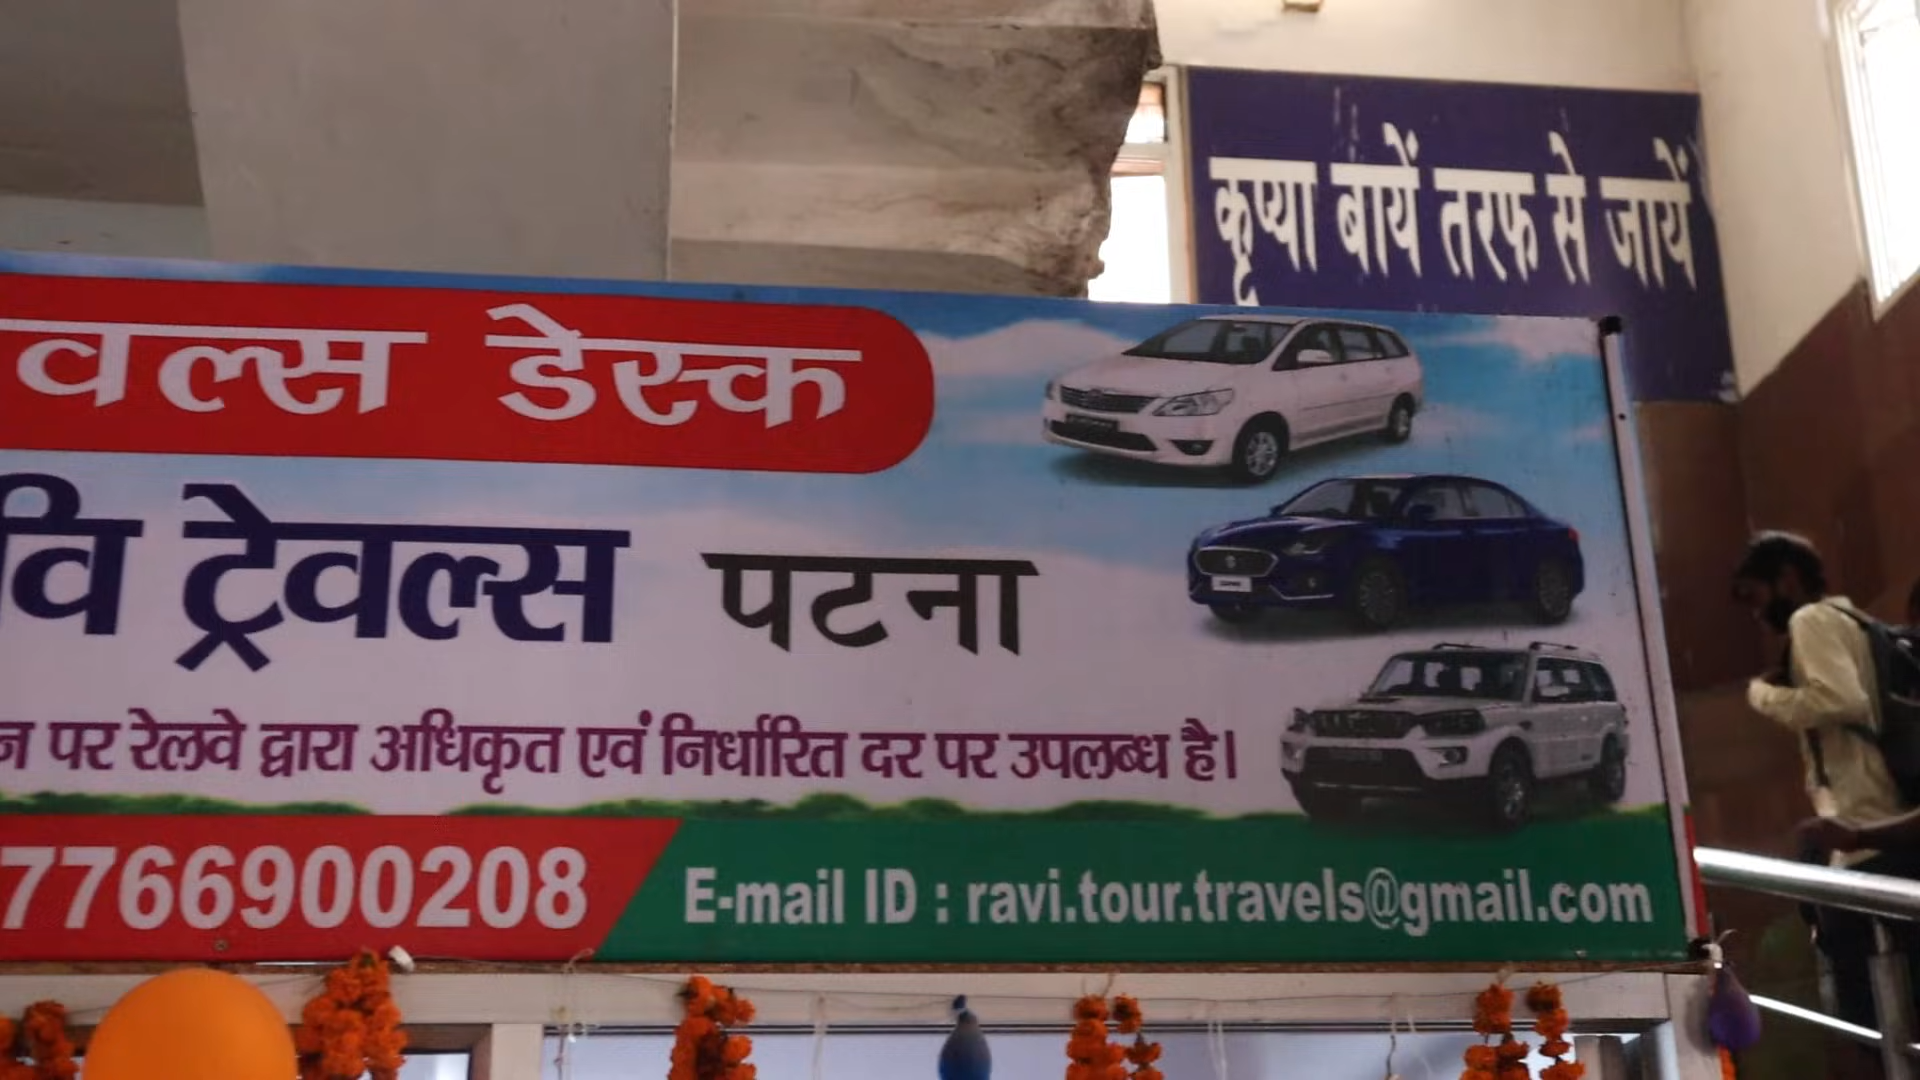 कृप्या बायें तरफ से जायें
वल्स डेस्क
वि ट्रेवल्स पटना
न पर रेलवे द्वारा अधिकृत एवं निर्धारित दर पर उपलब्ध है।
7766900208
E-mail ID : ravi.tour.travels@gmail.com